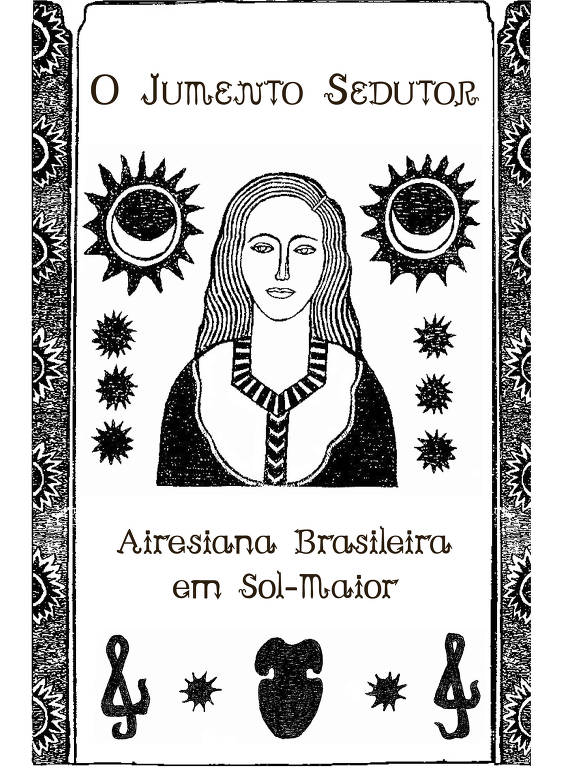 O Jumento Sedutor
Airesiana Brasileira
em Sol-Maior